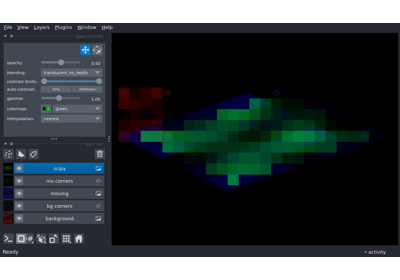 File View Layers Plugins Window Help
opacity: 0.50
blending: translucent_no_depth
contrast limits:
auto-contrast: once continuous
gamma: 1.00
colormap: green
interpolation: nearest
scipy
mv corners
moving
bg corners
background
Ready activity